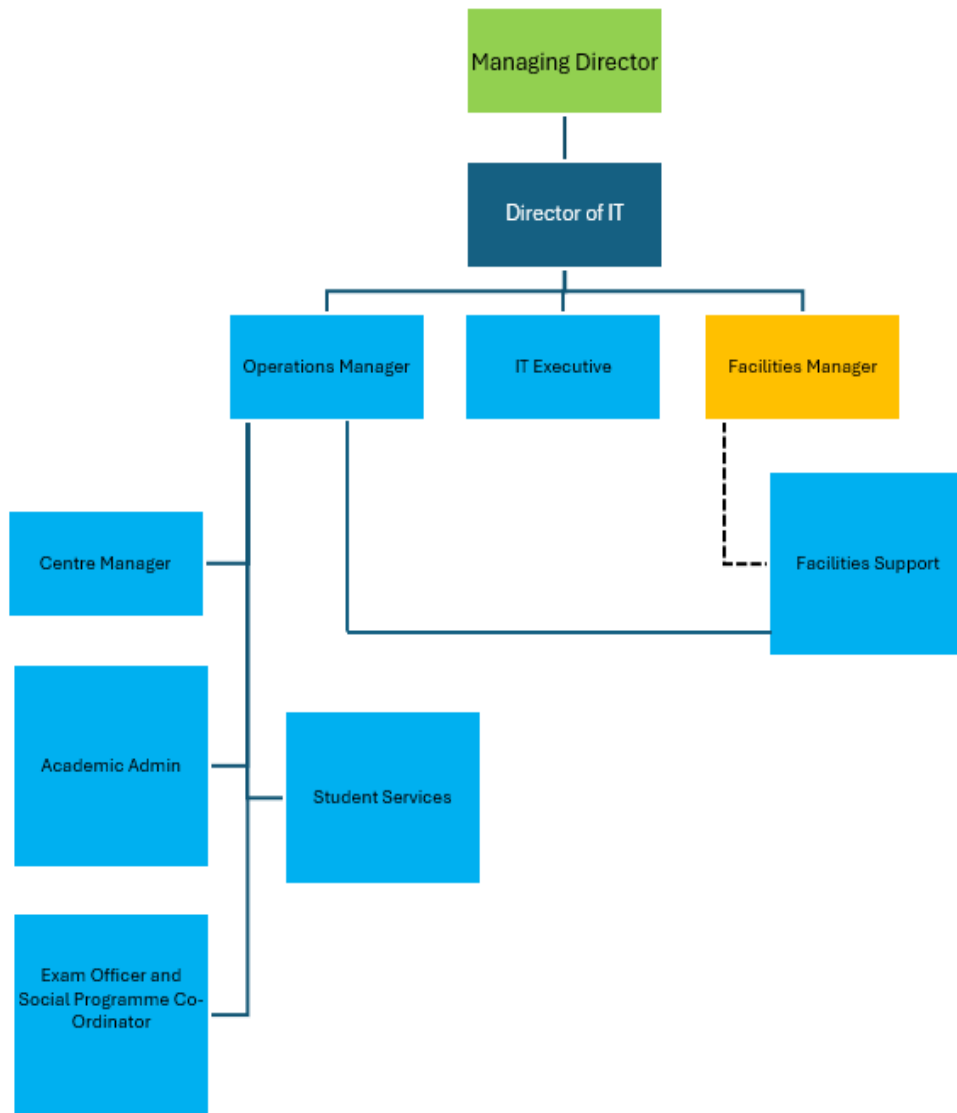 Managing Director
Director of IT
Operations Manager
IT Executive
Facilities Manager
Centre Manager
Facilities Support
Academic Admin
Student Services
Exam Officer and
Social Programme Co-
Ordinator